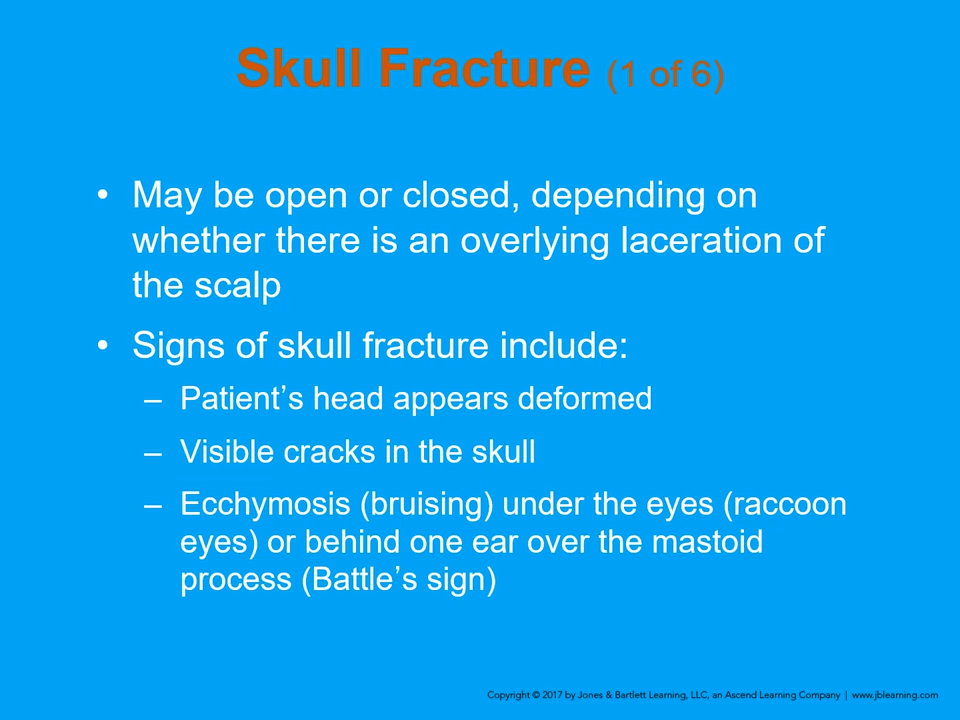 Skull Fracture (1 of 6)
• May be open or closed, depending on
whether there is an overlying laceration of
the scalp
• Signs of skull fracture include:
– Patient’s head appears deformed
– Visible cracks in the skull
– Ecchymosis (bruising) under the eyes (raccoon
eyes) or behind one ear over the mastoid
process (Battle’s sign)
Copyright © 2017 by Jones & Bartlett Learning, LLC, an Ascend Learning Company | www.jblearning.com